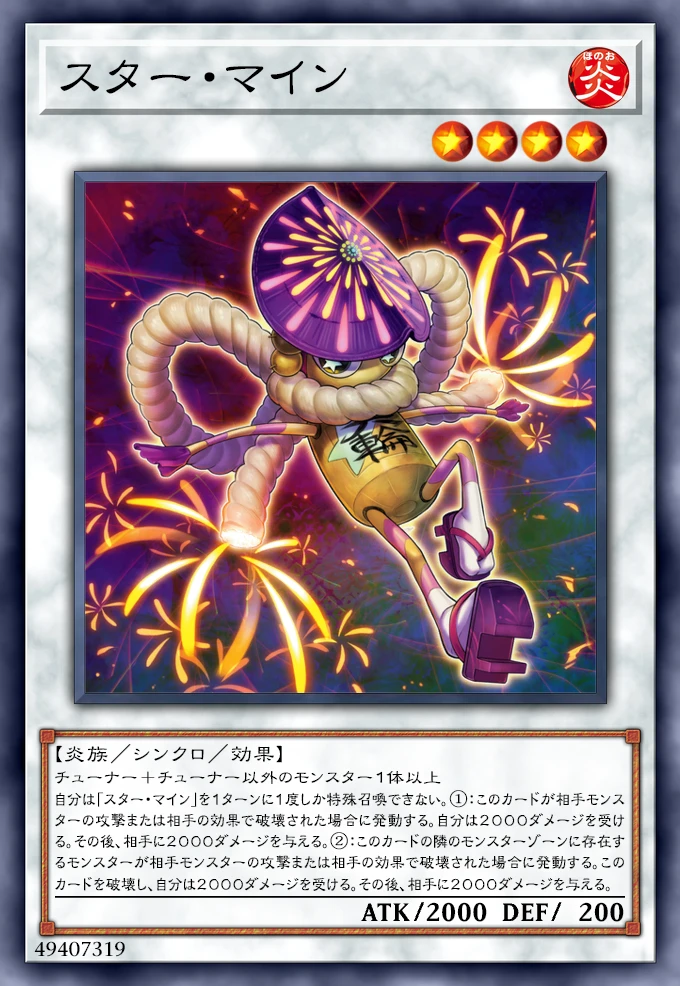 スター・マイン
ほのお
炎
輪
【炎族／シンクロ／効果】
チューナー＋チューナー以外のモンスター１体以上
自分は「スター・マイン」を１ターンに１度しか特殊召喚できない。①：このカードが相手モンス
ターの攻撃または相手の効果で破壊された場合に発動する。自分は２０００ダメージを受け
る。その後、相手に２０００ダメージを与える。②：このカードの隣のモンスターゾーンに存在す
るモンスターが相手モンスターの攻撃または相手の効果で破壊された場合に発動する。この
カードを破壊し、自分は２０００ダメージを受ける。その後、相手に２０００ダメージを与える。
ATK/2000 DEF/ 200
49407319